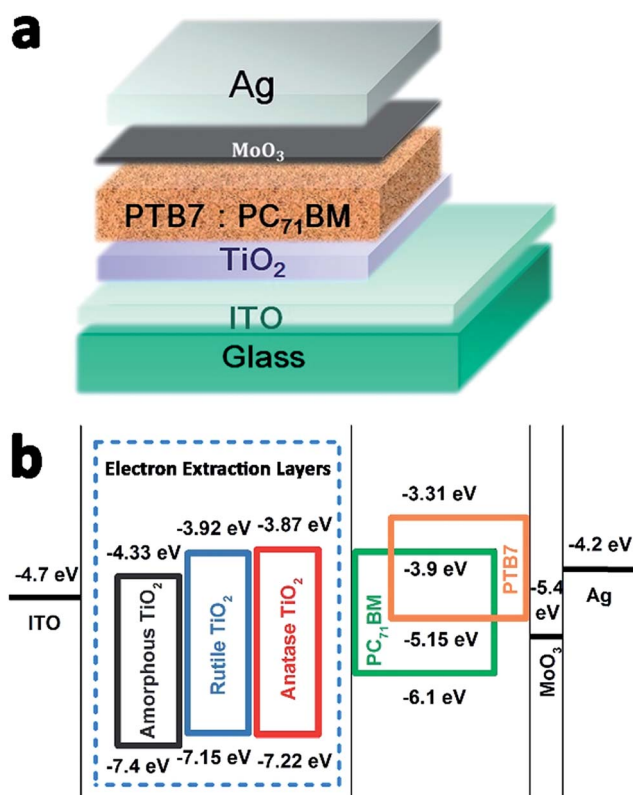 a
Ag
MoO₃
PTB7 : PC₇₁BM
TiO₂
ITO
Glass
b
Electron Extraction Layers
-4.7 eV
ITO
-4.33 eV
Amorphous TiO₂
-7.4 eV
-3.92 eV
Rutile TiO₂
-7.15 eV
-3.87 eV
Anatase TiO₂
-7.22 eV
PC₇₁BM
-3.9 eV
-6.1 eV
-3.31 eV
PTB7
-5.15 eV
-5.4
eV
MoO₃
-4.2 eV
Ag